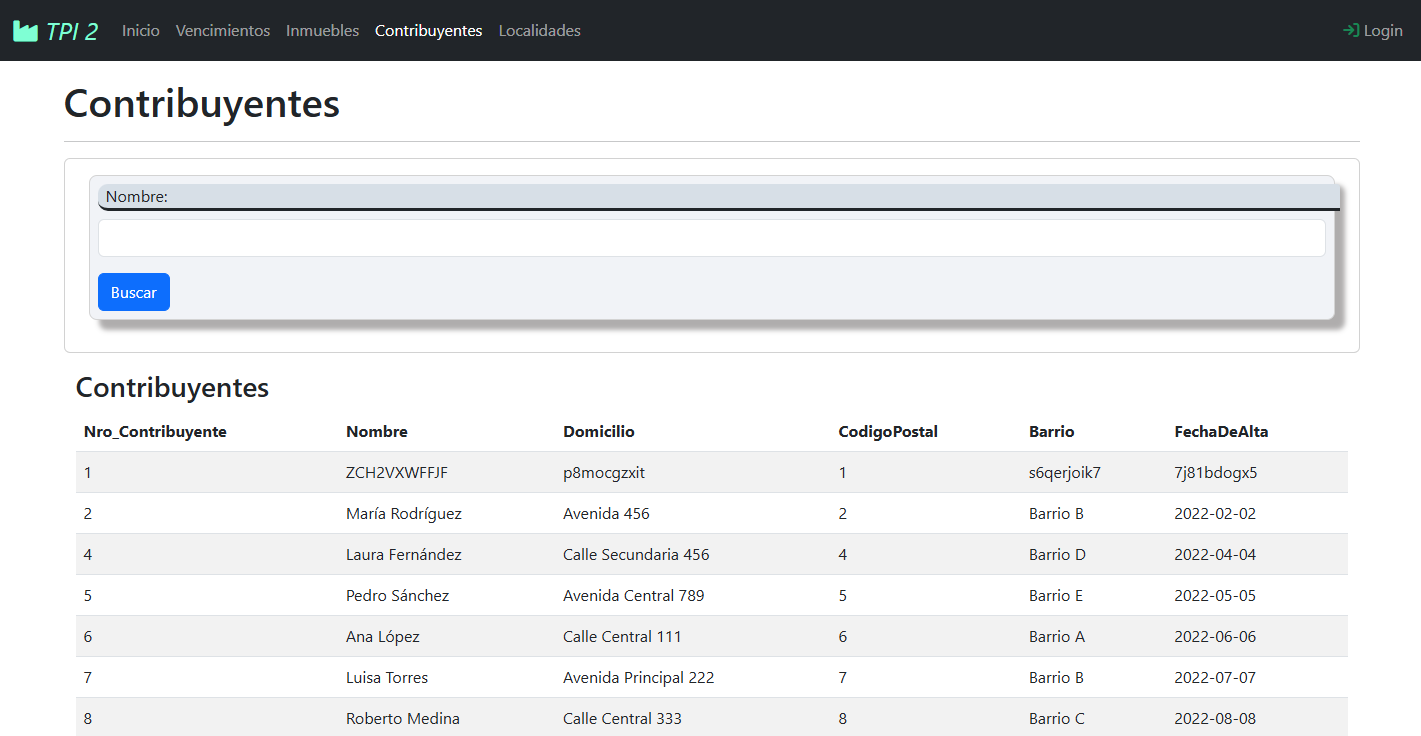 TPI 2 Inicio Vencimientos Inmuebles Contribuyentes Localidades Login
Contribuyentes
Nombre:
Buscar
Contribuyentes
Nro_Contribuyente Nombre Domicilio CodigoPostal Barrio FechaDeAlta
1 ZCH2VXWFFJF p8mocgzxit 1 s6qerjoik7 7j81bdogx5
2 María Rodríguez Avenida 456 2 Barrio B 2022-02-02
4 Laura Fernández Calle Secundaria 456 4 Barrio D 2022-04-04
5 Pedro Sánchez Avenida Central 789 5 Barrio E 2022-05-05
6 Ana López Calle Central 111 6 Barrio A 2022-06-06
7 Luisa Torres Avenida Principal 222 7 Barrio B 2022-07-07
8 Roberto Medina Calle Central 333 8 Barrio C 2022-08-08